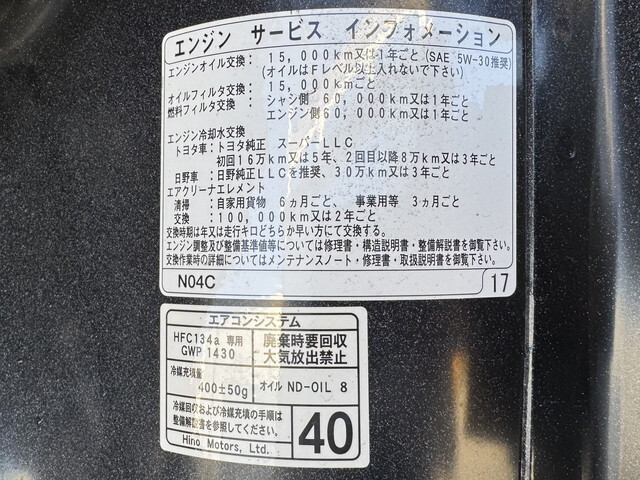 エンジン サービス インフォメーション
エンジンオイル交換: 15,000km又は1年ごと (SAE 5W-30推奨)
(オイルはFレベル以上入れないで下さい)
オイルフィルタ交換: 15,000kmごと
燃料フィルタ交換: シャシ側 60,000km又は1年ごと
エンジン側60,000km又は1年ごと
エンジン冷却水交換
トヨタ車:トヨタ純正 スーパーLLC
初回16万km又は5年、2回目以降8万km又は3年ごと
日野車:日野純正LLCを推奨、30万km又は3年ごと
エアクリーナエレメント
清掃:自家用貨物 6ヵ月ごと、 事業用等 3ヵ月ごと
交換:100,000km又は2年ごと
交換時期は年又は走行キロどちらか早い方にて交換する。
エンジン調整及び整備基準値等については修理書・構造説明書・整備解説書を御覧下さい。
交換作業時の詳細についてはメンテナンスノート・修理書・取扱説明書を御覧下さい。
N04C 17
エアコンシステム
HFC134a 専用
GWP 1430
廃棄時要回収
大気放出禁止
冷媒充填量
400±50g
オイル ND-OIL 8
冷媒回収および冷媒充填の手順は
整備解説書を参照してください。
Hino Motors, Ltd.
40